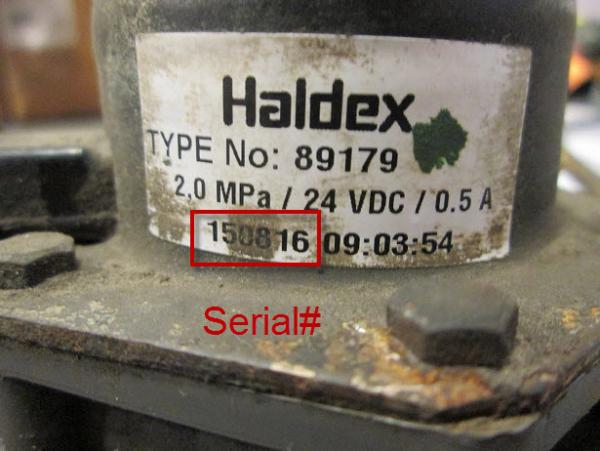 Haldex
TYPE No: 89179
2,0 MPa / 24 VDC / 0.5 A
150816 09:03:54
Serial#